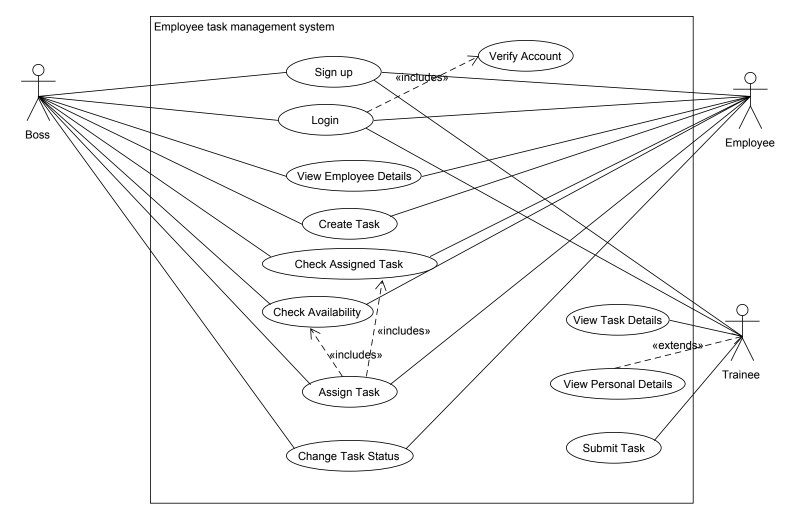 Employee task management system
Verify Account
Sign up
«includes»
Login
Boss
Employee
View Employee Details
Create Task
Check Assigned Task
Check Availability
View Task Details
«includes»
«extends»
«includes»
Trainee
View Personal Details
Assign Task
Submit Task
Change Task Status